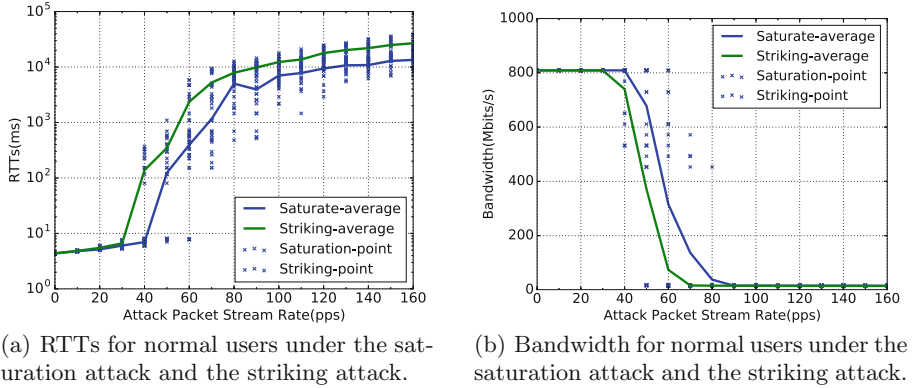 10^5
10^4
10^3
10^2
10^1
10^0
RTTs(ms)
0 20 40 60 80 100 120 140 160
Attack Packet Stream Rate(pps)
Saturate-average
Striking-average
Saturation-point
Striking-point
1000
800
600
400
200
0
Bandwidth(Mbits/s)
0 20 40 60 80 100 120 140 160
Attack Packet Stream Rate(pps)
Saturate-average
Striking-average
Saturation-point
Striking-point
(a) RTTs for normal users under the sat-
uration attack and the striking attack.
(b) Bandwidth for normal users under the
saturation attack and the striking attack.